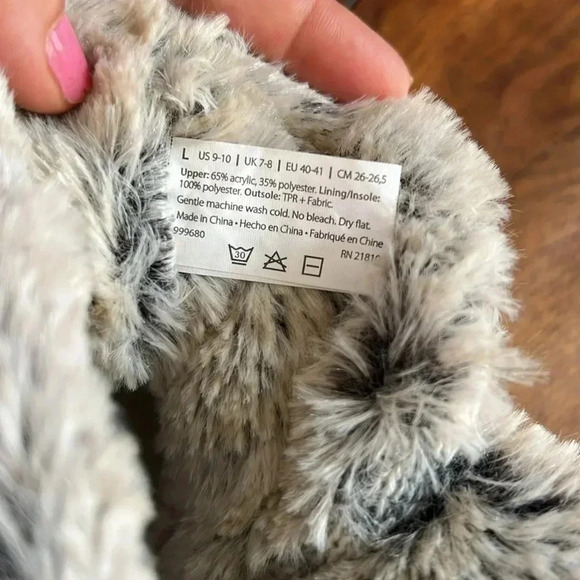 L US 9-10 | UK 7-8 | EU 40-41 | CM 26-26,5
Upper: 65% acrylic, 35% polyester. Lining/Insole:
100% polyester. Outsole: TPR + Fabric.
Gentle machine wash cold. No bleach. Dry flat.
Made in China • Hecho en China • Fabriqué en Chine
999680
30
RN